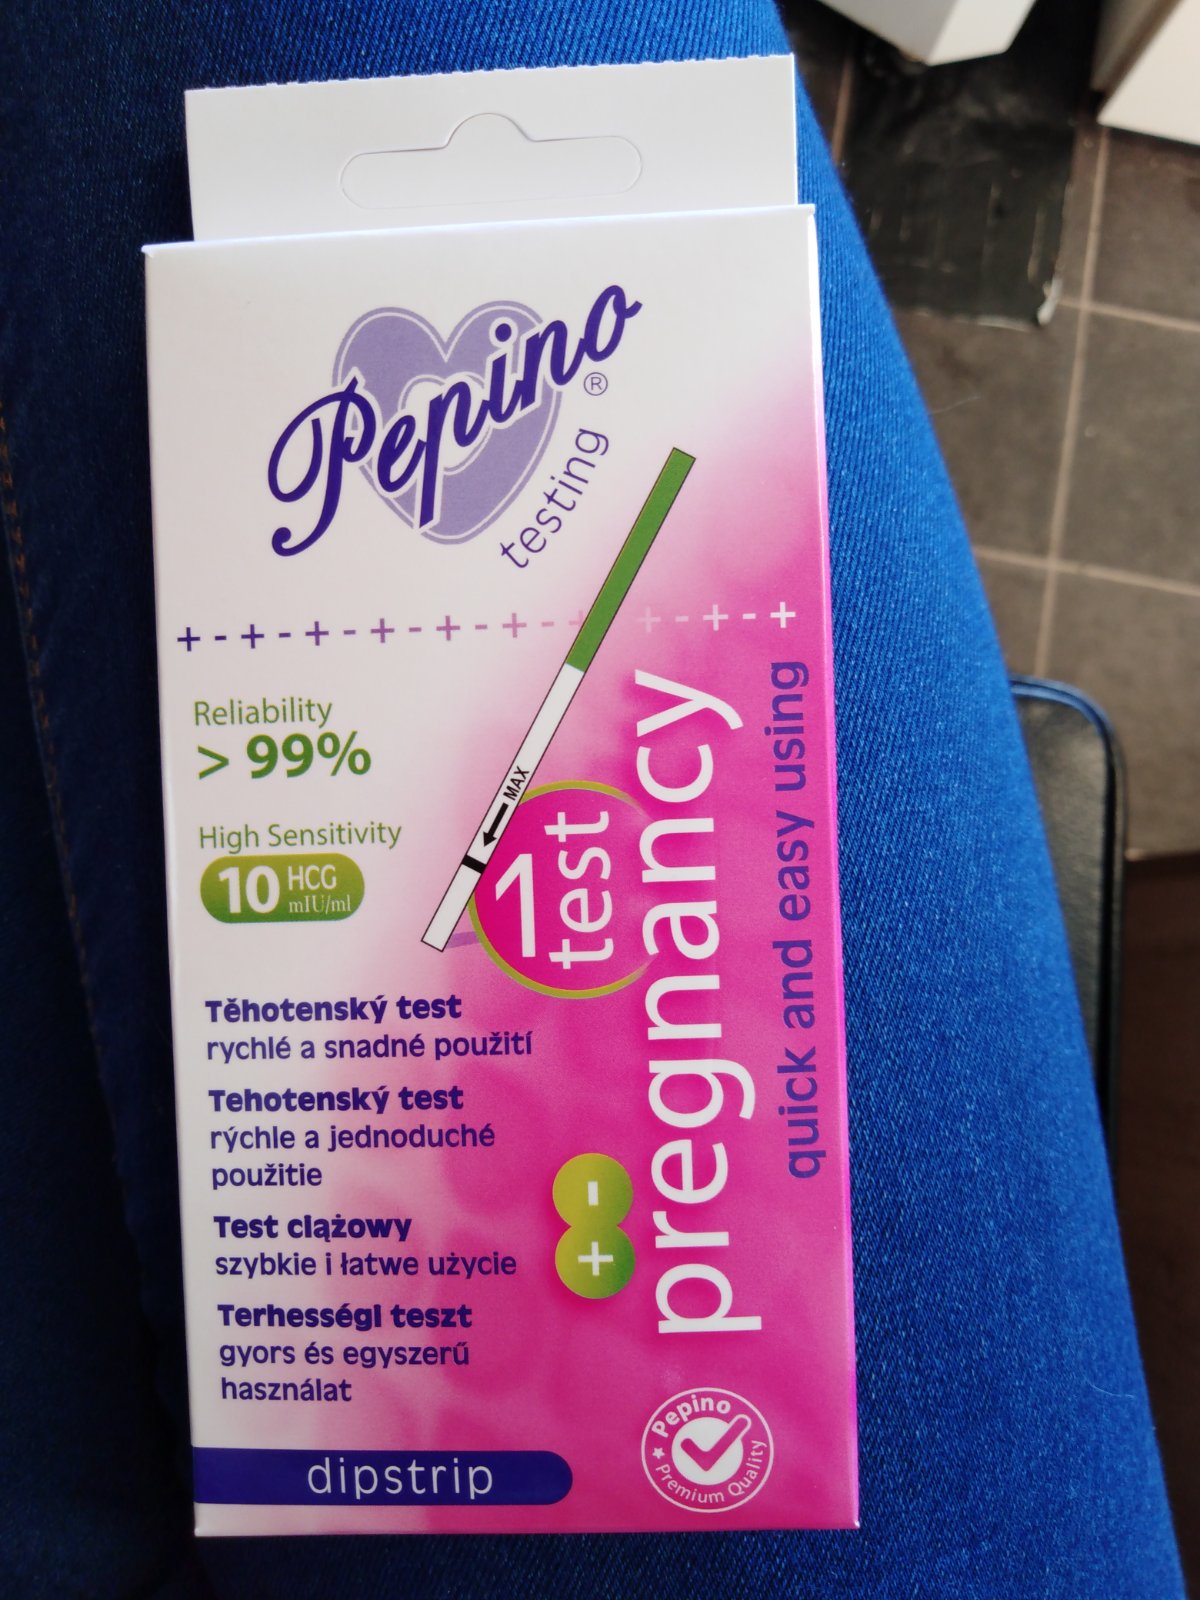 Pepino®
testing
+-+-+-+-+-+-+-+-+-+
Reliability
> 99%
High Sensitivity
10 HCG
mIU/ml
MAX
1 test
pregnancy
quick and easy using
Těhotenský test
rychlé a snadné použití
Tehotenský test
rýchle a jednoduché
použitie
Test ciążowy
szybkie i łatwe użycie
Terhességi teszt
gyors és egyszerű
használat
+ -
dipstrip
Pepino
Premium Quality